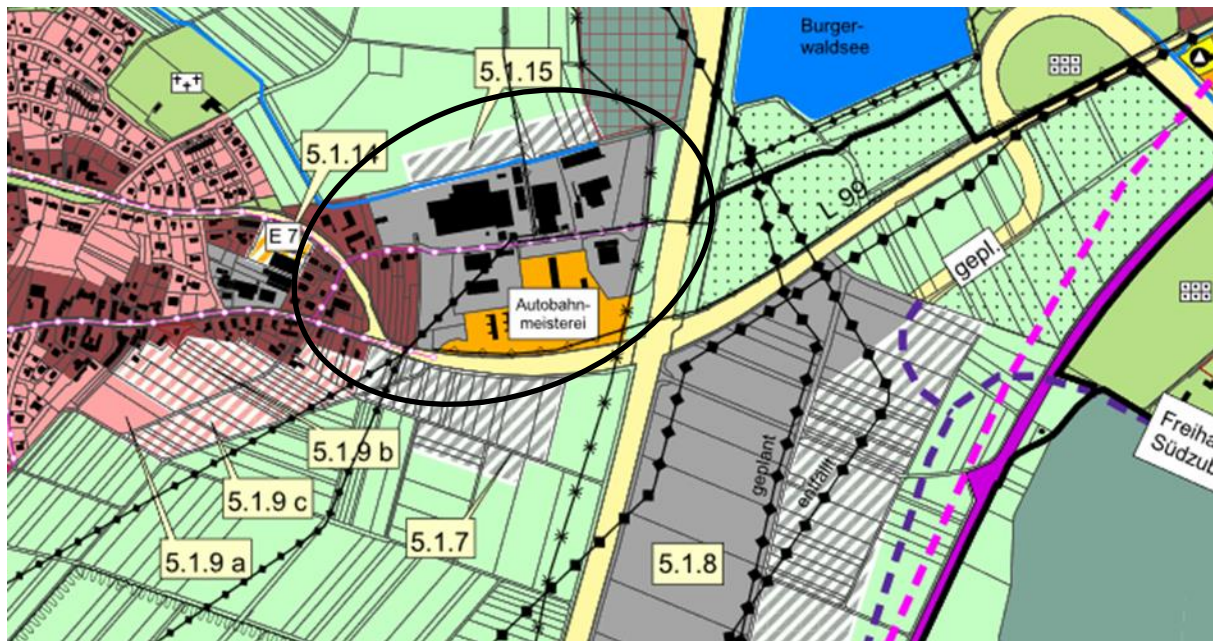 Burger-
waldsee
5.1.15
5.1.14
E 7
L 99
gepl.
Autobahn-
meisterei
Freiha
Südzub
geplant
entfällt
5.1.9 b
5.1.9 c
5.1.7
5.1.9 a
5.1.8